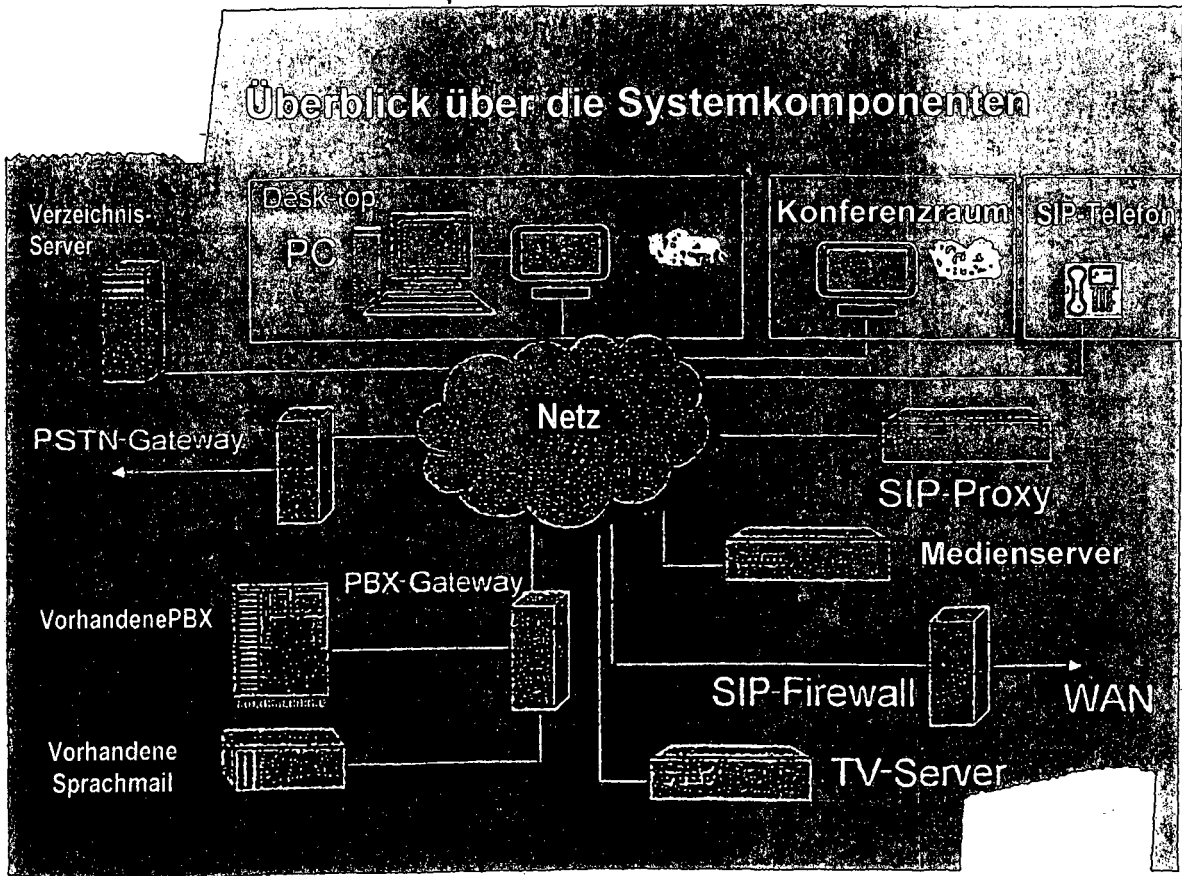 Überblick über die Systemkomponenten
Verzeichnis-
Server
Desk-top
PC
Konferenzraum
SIP-Telefon
Netz
PSTN-Gateway
SIP-Proxy
Medienserver
PBX-Gateway
VorhandenePBX
SIP-Firewall
WAN
Vorhandene
Sprachmail
TV-Server